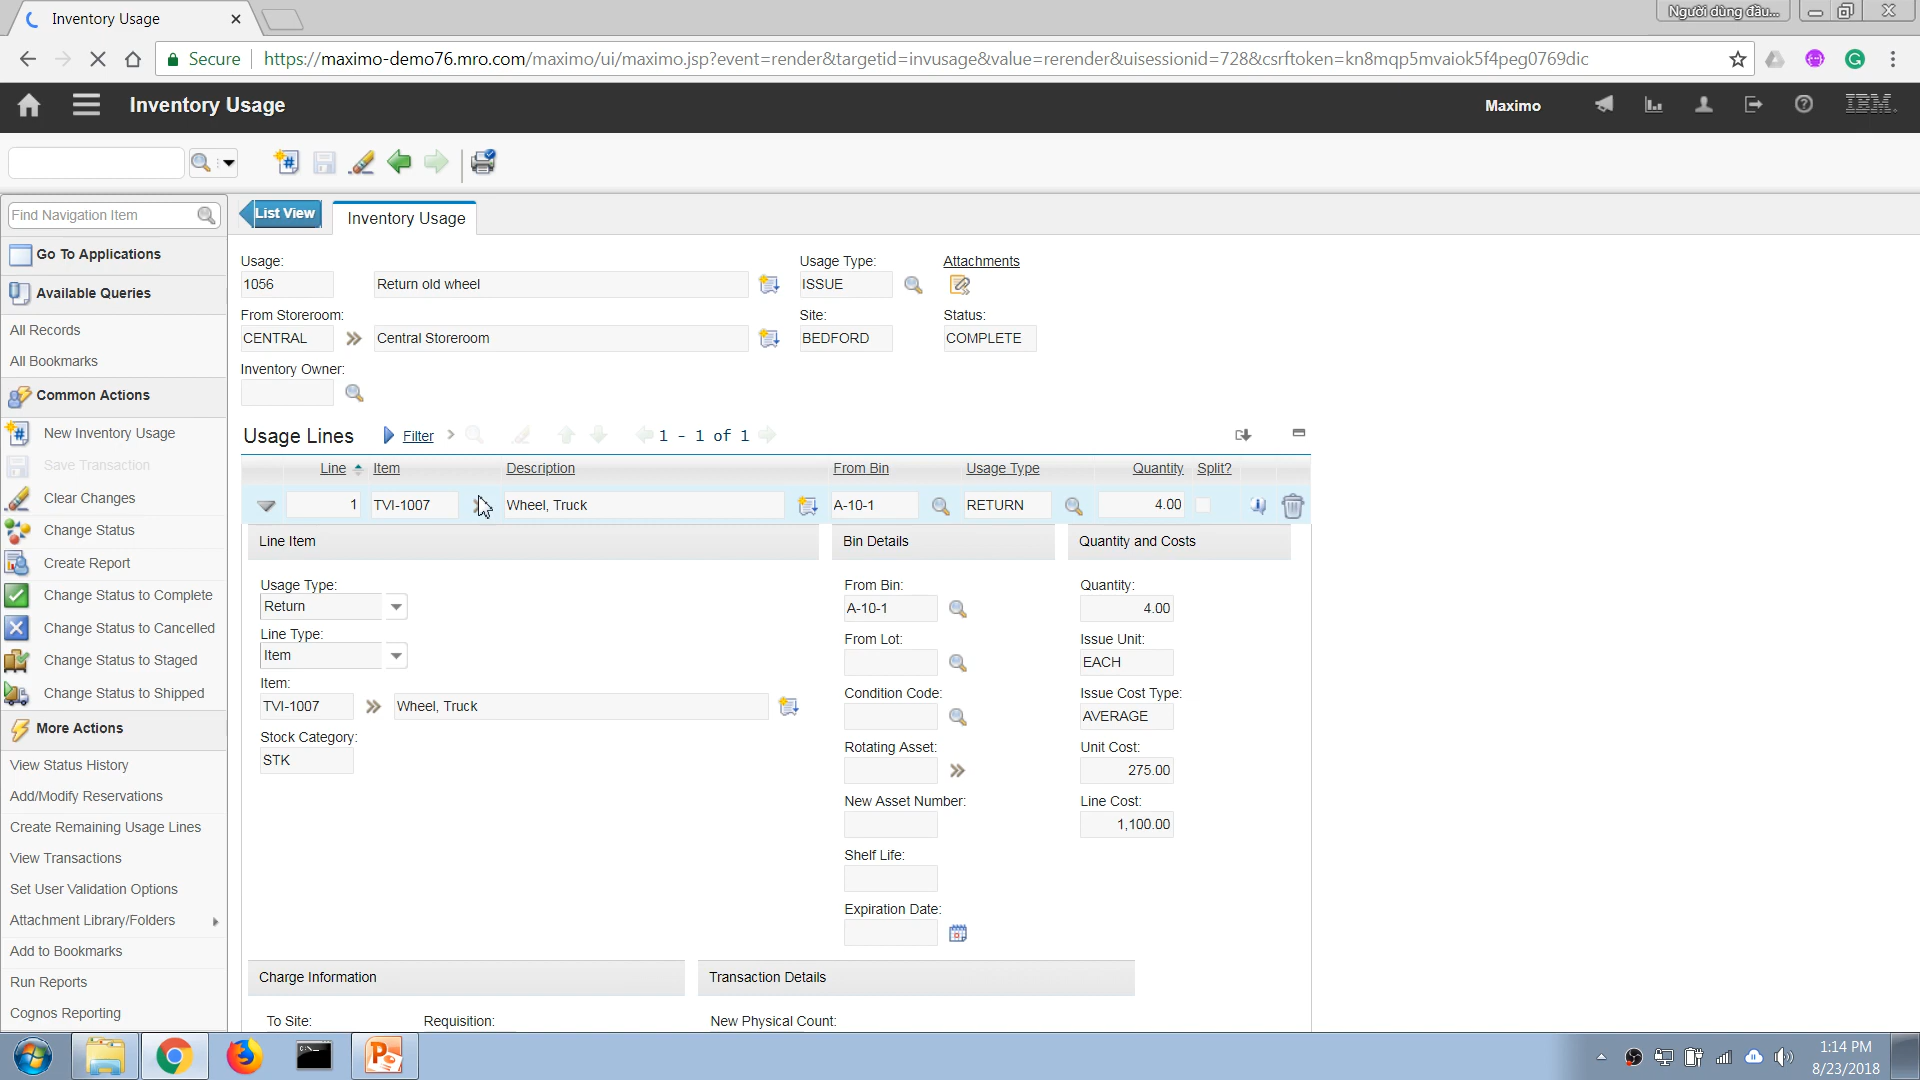 Inventory Usage
Người dùng đầu...
Secure
https://maximo-demo76.mro.com/maximo/ui/maximo.jsp?event=render&targetid=invusage&value=rerender&uisessionid=728&csrftoken=kn8mqp5mvaiok5f4peg0769dic
Inventory Usage
Maximo
IBM.
Find Navigation Item
List View
Inventory Usage
Go To Applications
Available Queries
All Records
All Bookmarks
Common Actions
New Inventory Usage
Save Transaction
Clear Changes
Change Status
Create Report
Change Status to Complete
Change Status to Cancelled
Change Status to Staged
Change Status to Shipped
More Actions
View Status History
Add/Modify Reservations
Create Remaining Usage Lines
View Transactions
Set User Validation Options
Attachment Library/Folders
Add to Bookmarks
Run Reports
Cognos Reporting
Usage: Usage Type: Attachments
1056 Return old wheel ISSUE
From Storeroom: Site: Status:
CENTRAL Central Storeroom BEDFORD COMPLETE
Inventory Owner:
Usage Lines Filter 1 - 1 of 1
Line Item Description From Bin Usage Type Quantity Split?
1 TVI-1007 Wheel, Truck A-10-1 RETURN 4.00
Line Item
Usage Type:
Return
Line Type:
Item
Item:
TVI-1007 Wheel, Truck
Stock Category:
STK
Bin Details
From Bin:
A-10-1
From Lot:
Condition Code:
Rotating Asset:
New Asset Number:
Shelf Life:
Expiration Date:
Quantity and Costs
Quantity:
4.00
Issue Unit:
EACH
Issue Cost Type:
AVERAGE
Unit Cost:
275.00
Line Cost:
1,100.00
Charge Information
To Site: Requisition:
Transaction Details
New Physical Count:
1:14 PM
8/23/2018